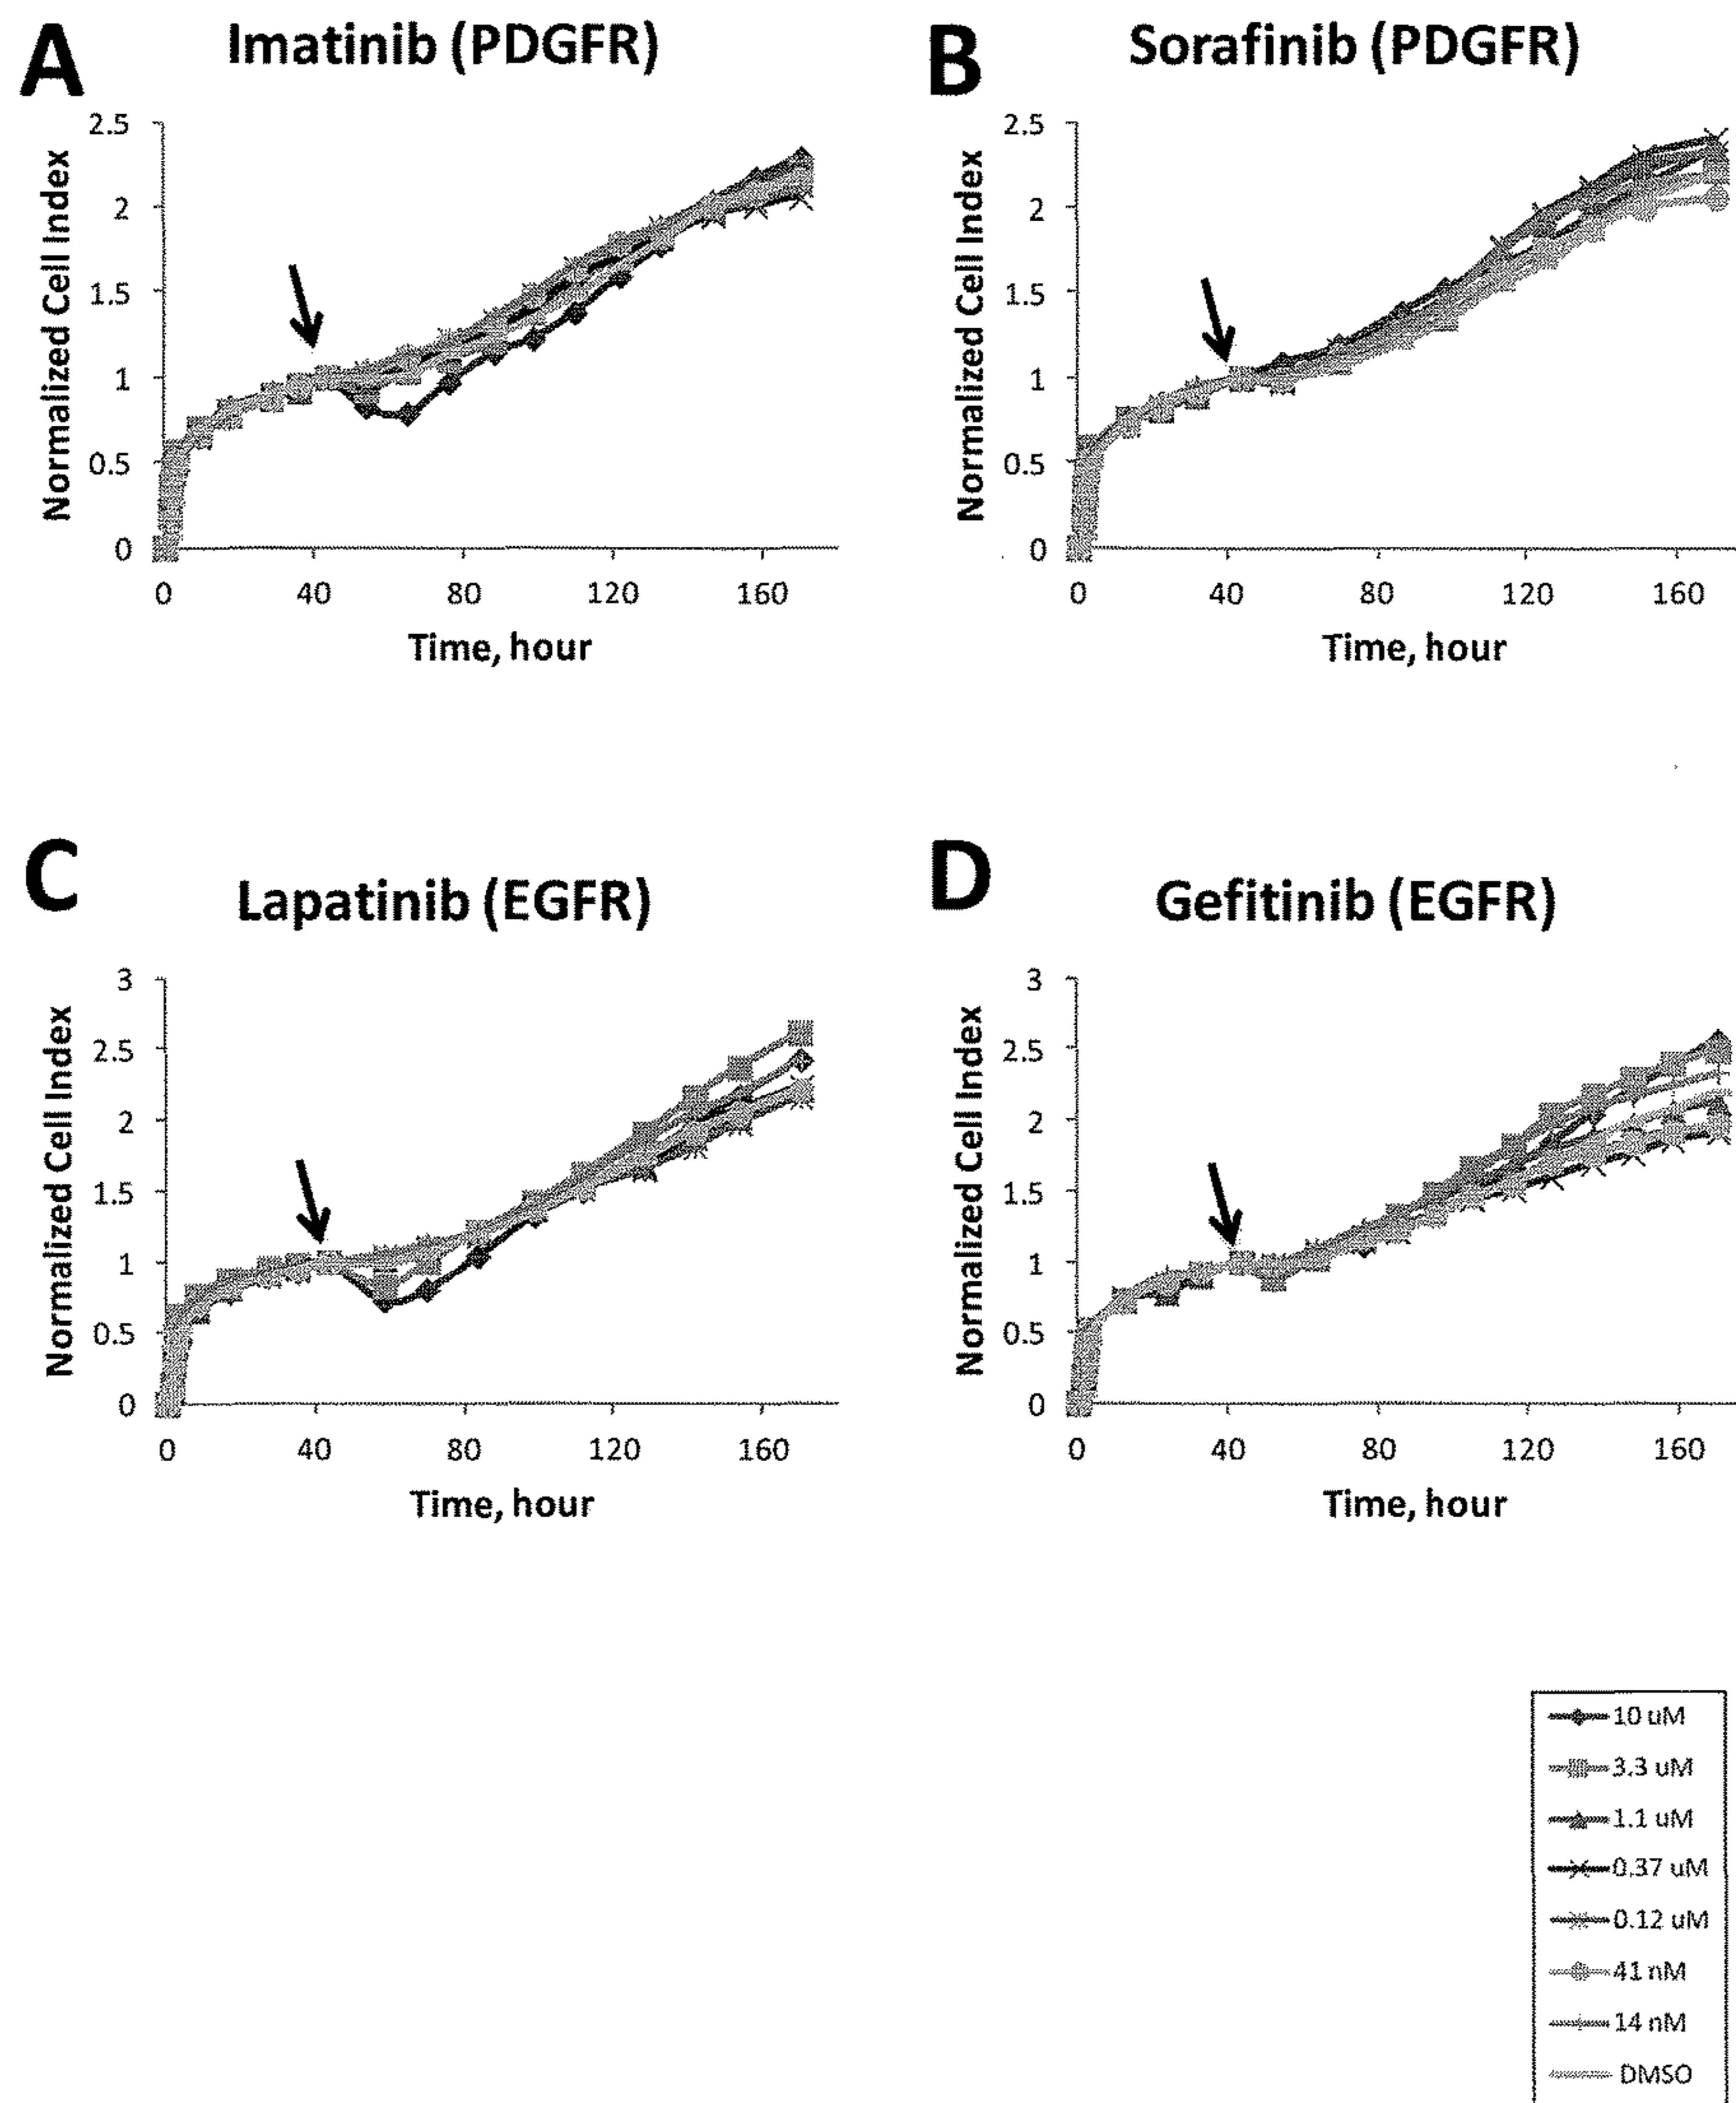 A
Imatinib (PDGFR)
Normalized Cell Index
2.5
2
1.5
1
0.5
0
0 40 80 120 160
Time, hour
B
Sorafinib (PDGFR)
Normalized Cell Index
2.5
2
1.5
1
0.5
0
0 40 80 120 160
Time, hour
C
Lapatinib (EGFR)
Normalized Cell Index
3
2.5
2
1.5
1
0.5
0
0 40 80 120 160
Time, hour
D
Gefitinib (EGFR)
Normalized Cell Index
3
2.5
2
1.5
1
0.5
0
0 40 80 120 160
Time, hour
10 uM
3.3 uM
1.1 uM
0.37 uM
0.12 uM
41 nM
14 nM
DMSO